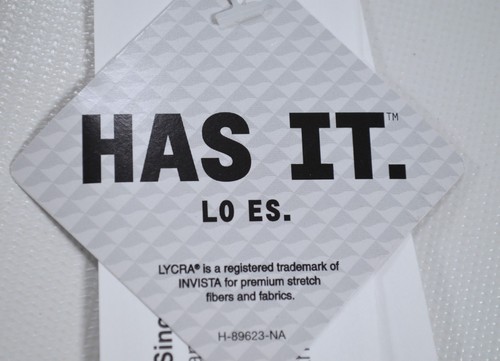 HAS IT.™
LO ES.
LYCRA® is a registered trademark of
INVISTA for premium stretch
fibers and fabrics.
H-89623-NA